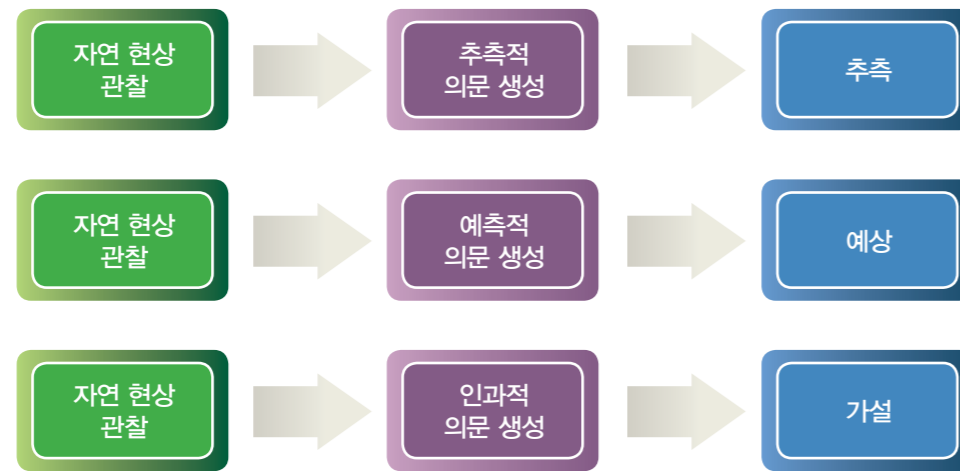 자연 현상
관찰
추측적
의문 생성
추측
자연 현상
관찰
예측적
의문 생성
예상
자연 현상
관찰
인과적
의문 생성
가설